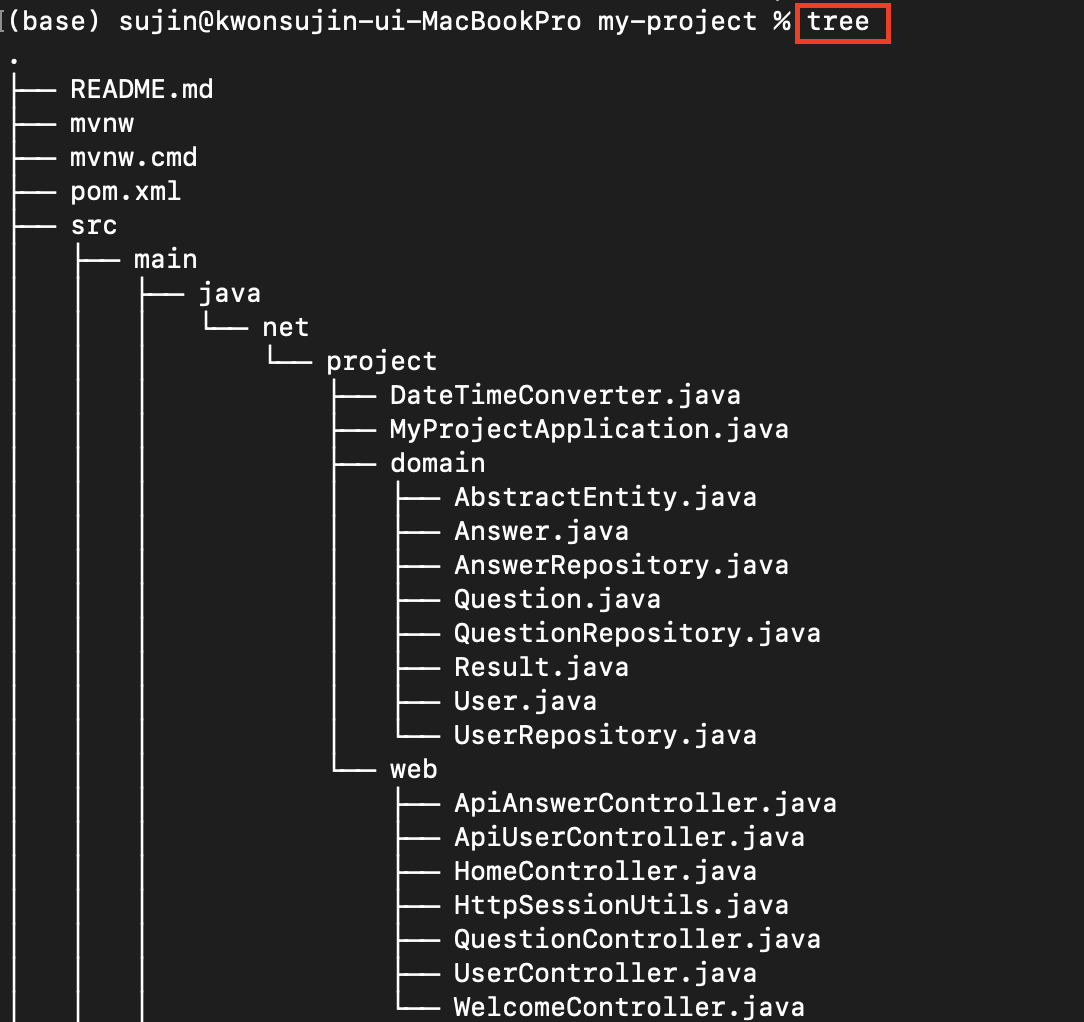 (base) sujin@kwonsujin-ui-MacBookPro my-project % tree
.
├── README.md
├── mvnw
├── mvnw.cmd
├── pom.xml
├── src
│   ├── main
│   │   ├── java
│   │   │   └── net
│   │   │       └── project
│   │   │           ├── DateTimeConverter.java
│   │   │           ├── MyProjectApplication.java
│   │   │           ├── domain
│   │   │           │   ├── AbstractEntity.java
│   │   │           │   ├── Answer.java
│   │   │           │   ├── AnswerRepository.java
│   │   │           │   ├── Question.java
│   │   │           │   ├── QuestionRepository.java
│   │   │           │   ├── Result.java
│   │   │           │   ├── User.java
│   │   │           │   └── UserRepository.java
│   │   │           └── web
│   │   │               ├── ApiAnswerController.java
│   │   │               ├── ApiUserController.java
│   │   │               ├── HomeController.java
│   │   │               ├── HttpSessionUtils.java
│   │   │               ├── QuestionController.java
│   │   │               ├── UserController.java
│   │   │               └── WelcomeController.java